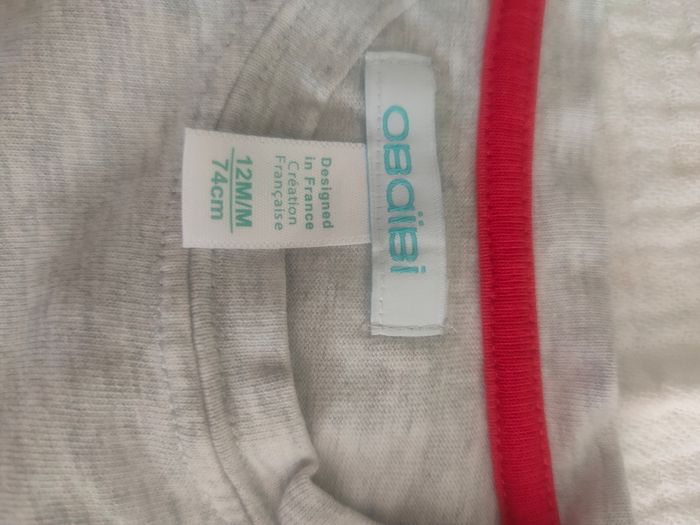 OBAÏBI
Designed
in France
Création
Française
12M/M
74cm